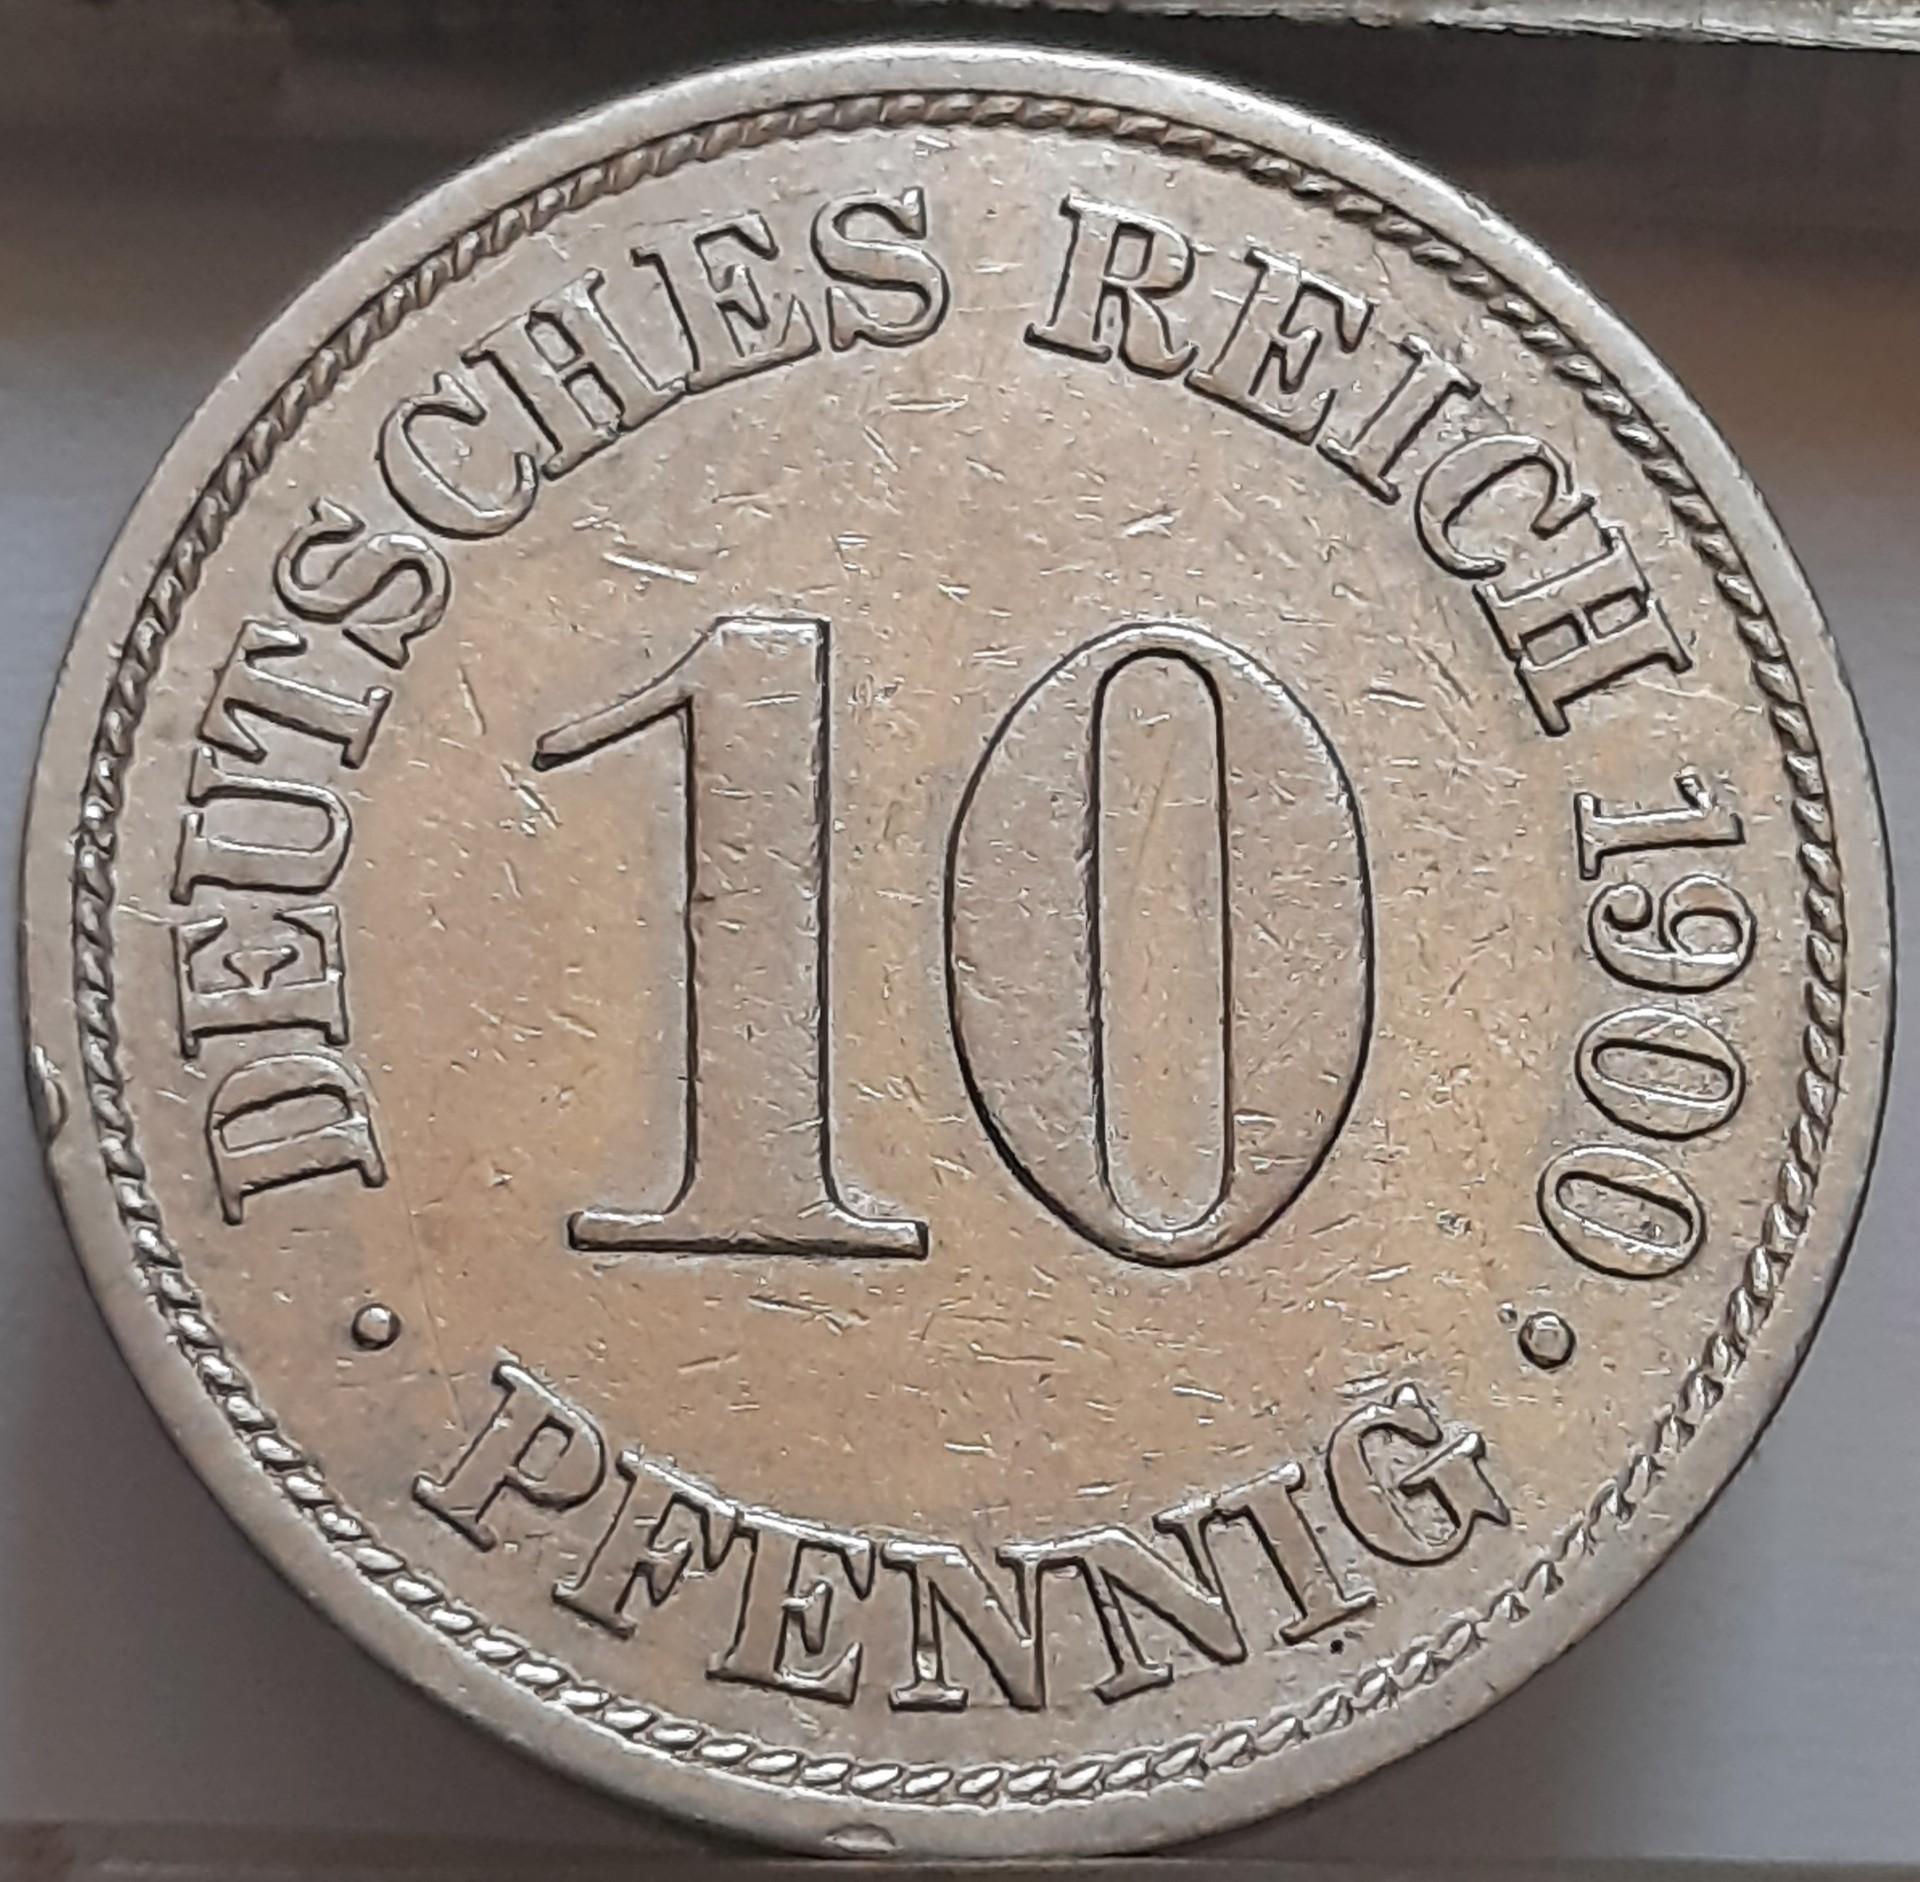 DEUTSCHES REICH 1900
10
• PFENNIG •